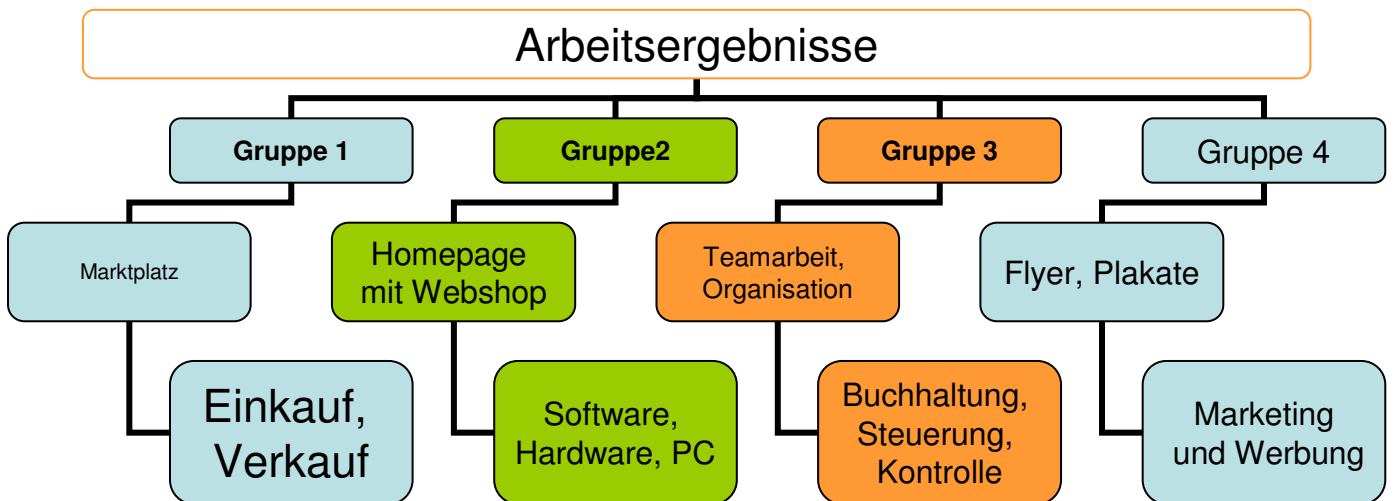 Arbeitsergebnisse
Gruppe 1
Gruppe2
Gruppe 3
Gruppe 4
Marktplatz
Homepage
mit Webshop
Teamarbeit,
Organisation
Flyer, Plakate
Einkauf,
Verkauf
Software,
Hardware, PC
Buchhaltung,
Steuerung,
Kontrolle
Marketing
und Werbung